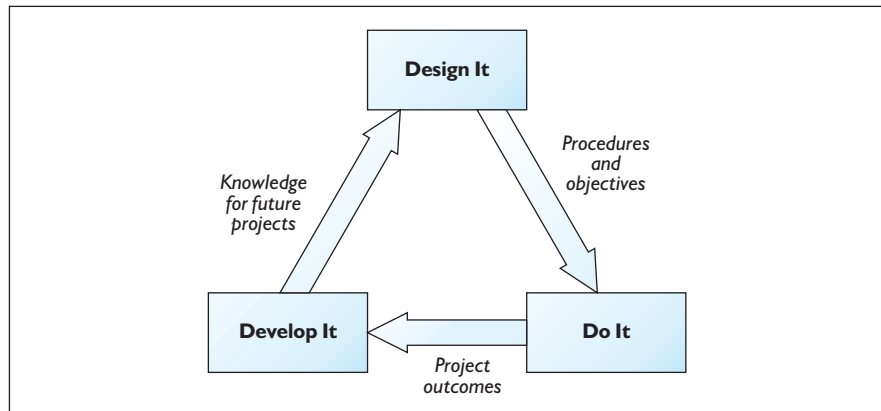 Design It
Procedures
and
objectives
Knowledge
for future
projects
Develop It
Do It
Project
outcomes